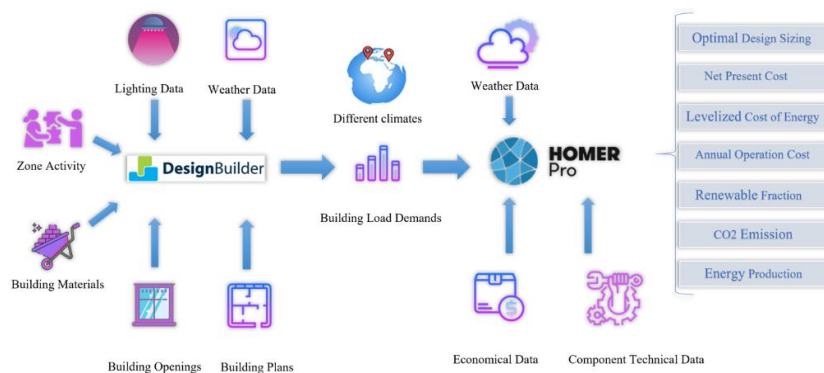 Lighting Data
Weather Data
Different climates
Weather Data
Zone Activity
DesignBuilder
Building Load Demands
HOMER
Pro
Building Materials
Building Openings
Building Plans
Economical Data
Component Technical Data
$
Optimal Design Sizing
Net Present Cost
Levelized Cost of Energy
Annual Operation Cost
Renewable Fraction
CO2 Emission
Energy Production